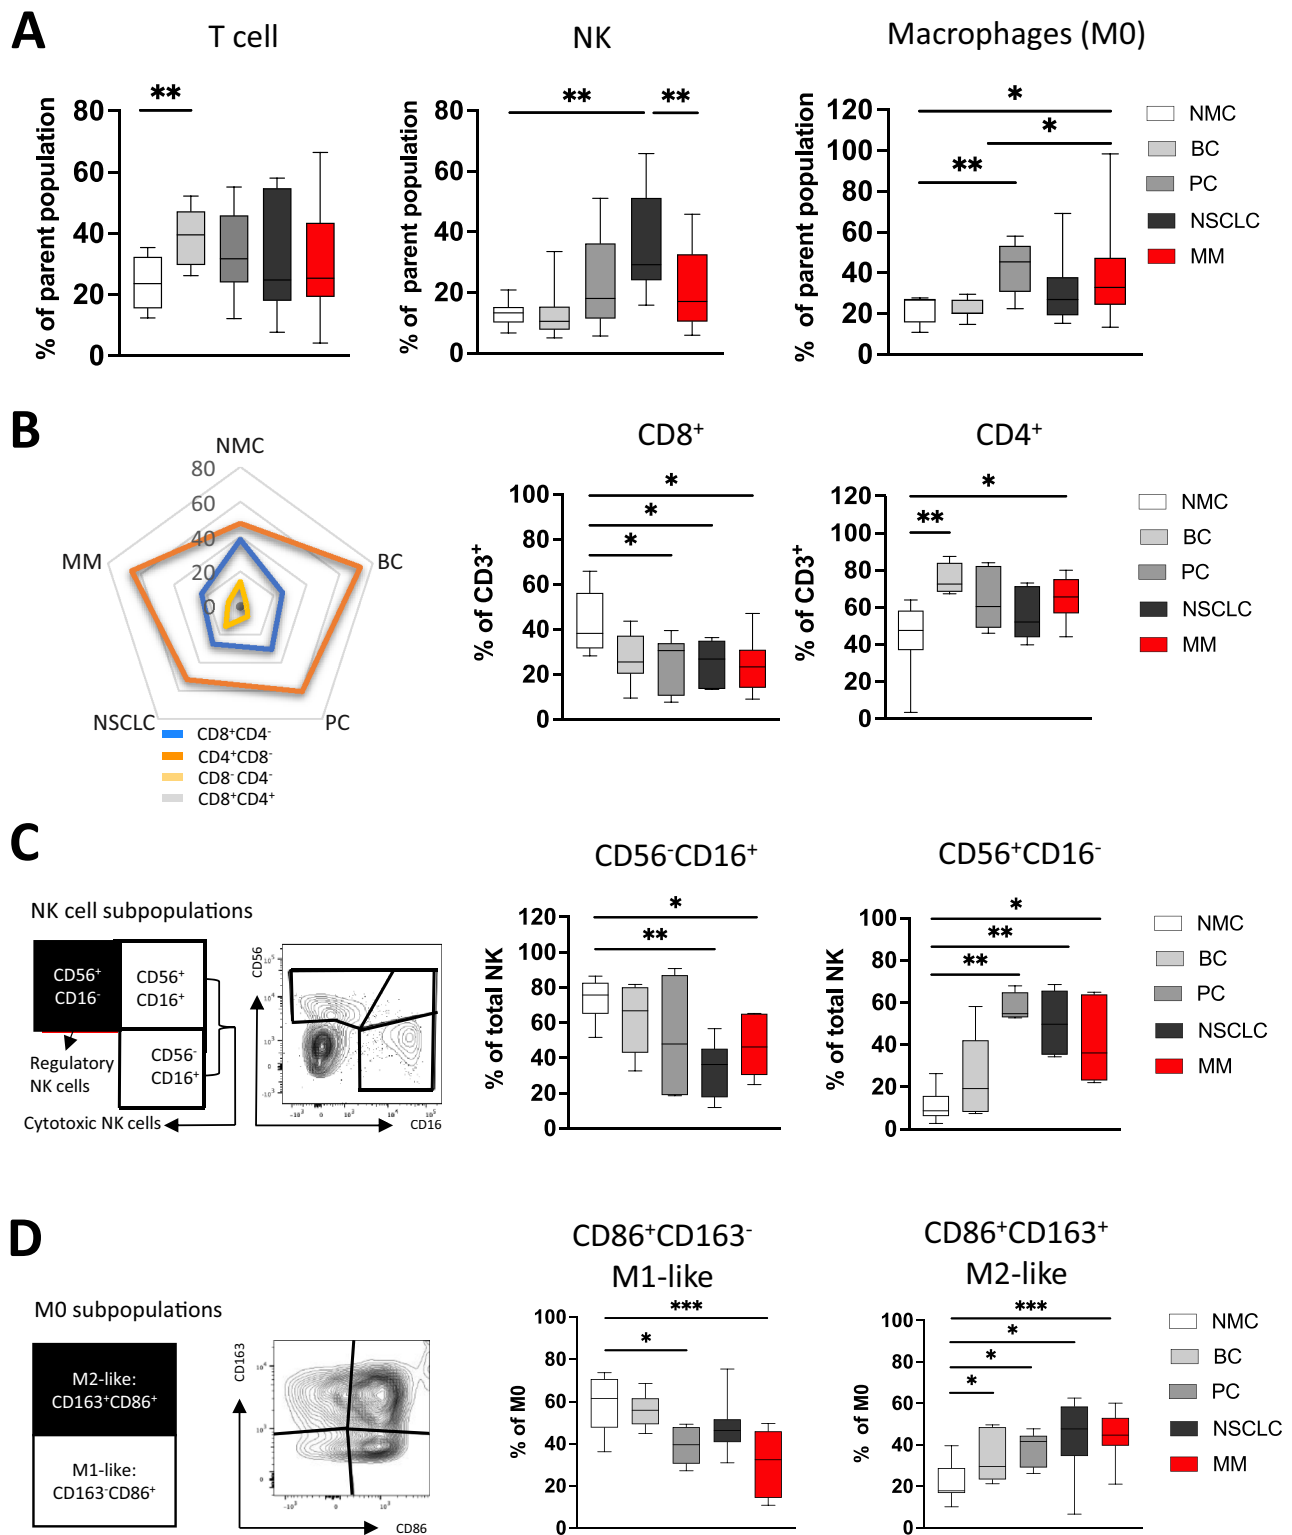 A
T cell
NK
Macrophages (M0)
**
** **
*
*
**
% of parent population
80
60
40
20
0
% of parent population
80
60
40
20
0
% of parent population
120
100
80
60
40
20
0
NMC
BC
PC
NSCLC
MM
B
NMC
BC
PC
NSCLC
MM
80
60
40
20
0
CD8+CD4-
CD4+CD8-
CD8-CD4-
CD8+CD4+
CD8+
*
*
*
% of CD3+
100
80
60
40
20
0
CD4+
*
**
% of CD3+
120
100
80
60
40
20
0
NMC
BC
PC
NSCLC
MM
C
NK cell subpopulations
CD56+
CD16-
CD56+
CD16+
CD56-
CD16+
Regulatory
NK cells
Cytotoxic NK cells
CD56
CD16
CD56-CD16+
*
**
% of total NK
120
100
80
60
40
20
0
CD56+CD16-
*
**
**
% of total NK
100
80
60
40
20
0
NMC
BC
PC
NSCLC
MM
D
M0 subpopulations
M2-like:
CD163+CD86+
M1-like:
CD163-CD86+
CD163
CD86
CD86+CD163-
M1-like
***
*
% of M0
100
80
60
40
20
0
CD86+CD163+
M2-like
***
*
*
*
% of M0
100
80
60
40
20
0
NMC
BC
PC
NSCLC
MM